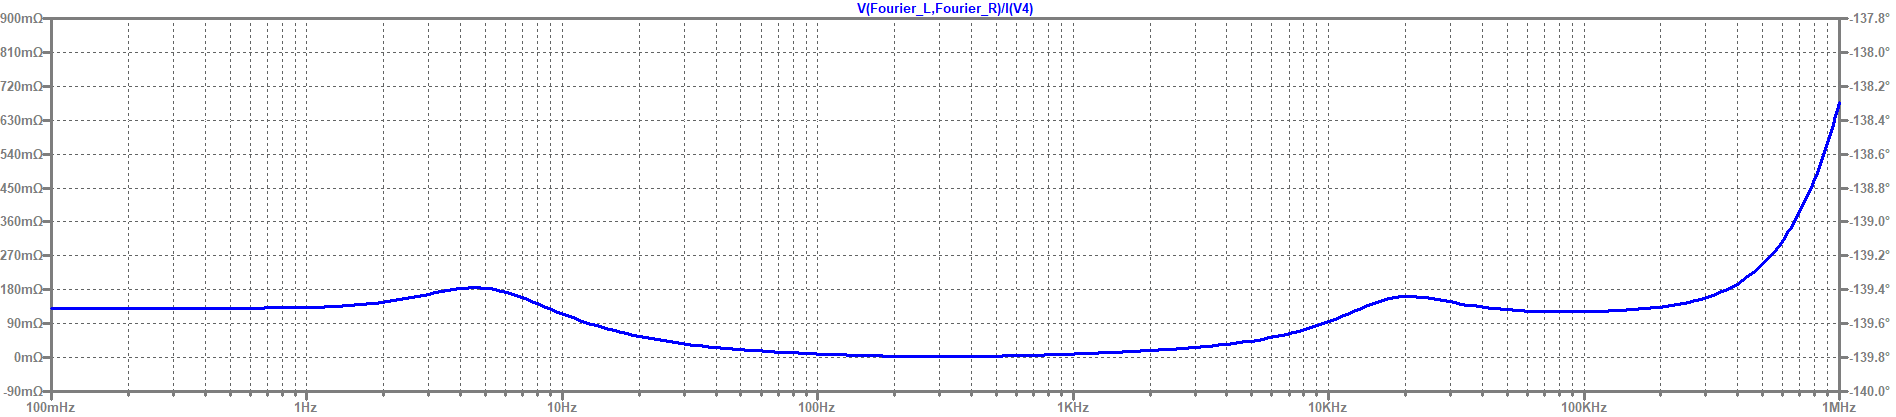 V(Fourier_L,Fourier_R)/I(V4)
900mΩ
810mΩ
720mΩ
630mΩ
540mΩ
450mΩ
360mΩ
270mΩ
180mΩ
90mΩ
0mΩ
-90mΩ
-137.8°
-138.0°
-138.2°
-138.4°
-138.6°
-138.8°
-139.0°
-139.2°
-139.4°
-139.6°
-139.8°
-140.0°
100mHz 1Hz 10Hz 100Hz 1KHz 10KHz 100KHz 1MHz